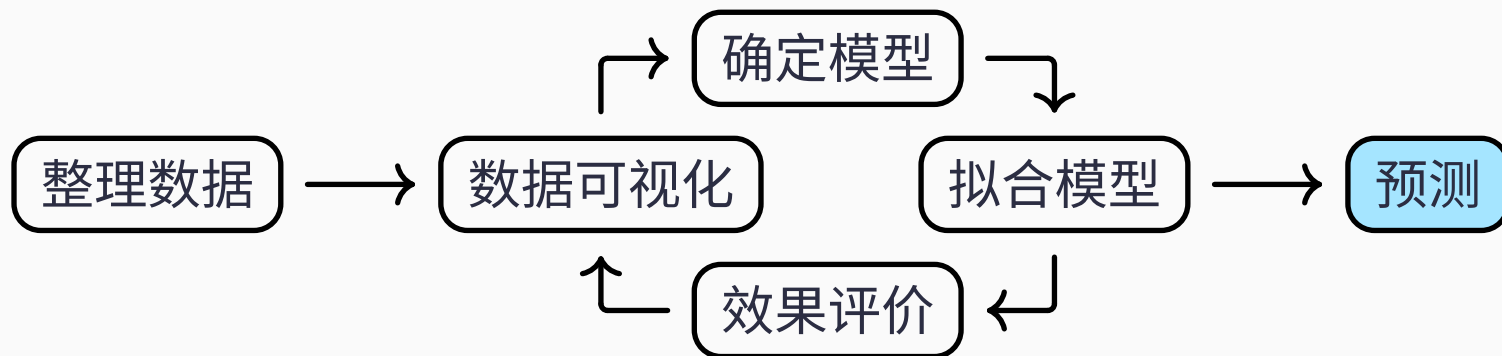 确定模型
整理数据
数据可视化
拟合模型
预测
效果评价